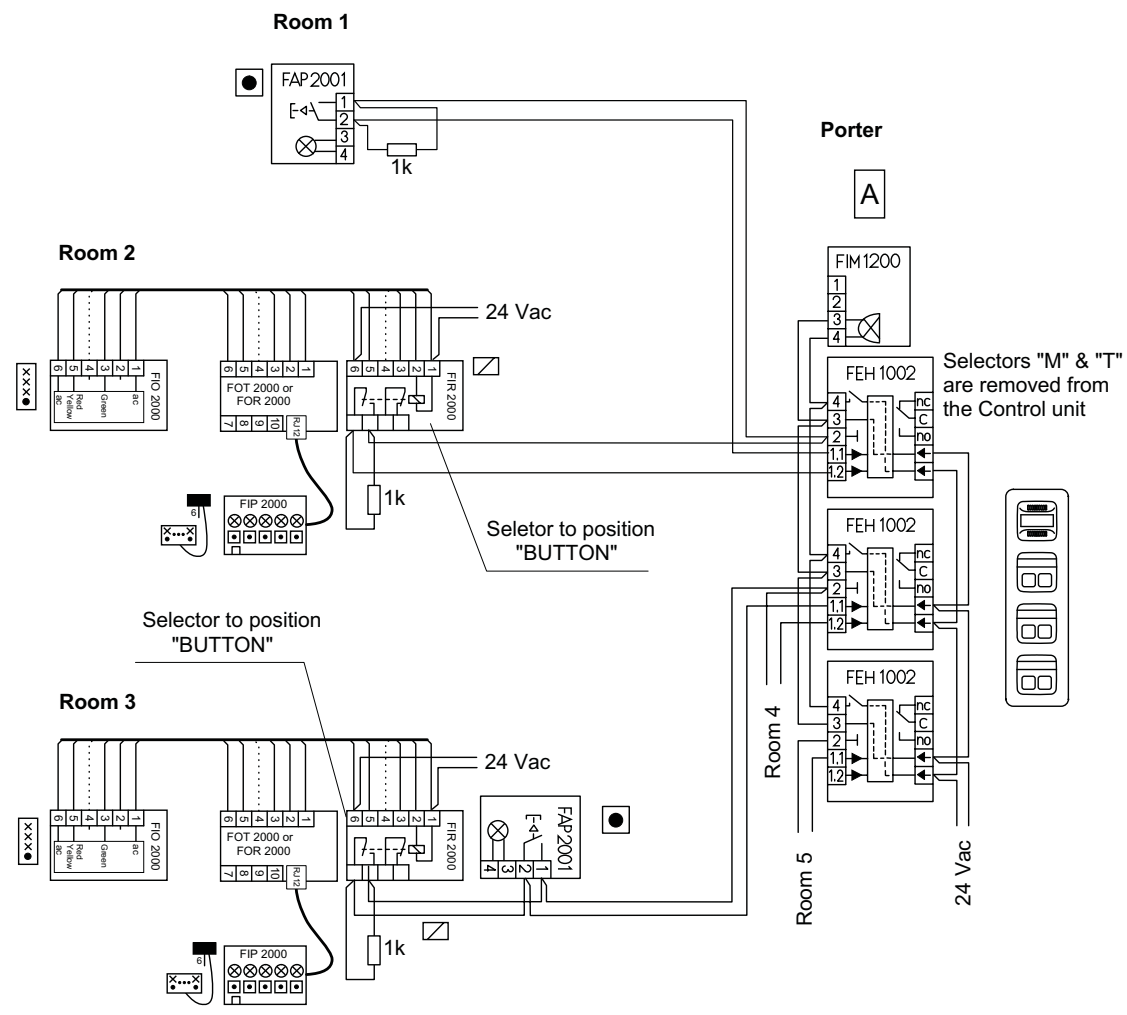 Room 1
FAP2001
1
2
3
4
1k
Porter
A
FIM1200
1
2
3
4
Room 2
24 Vac
6 5 4 3 2 1
FIO 2000
ac
Yellow
Red
Green
ac
xxx
6 5 4 3 2 1
FOT 2000 or
FOR 2000
7 8 9 10 RJ12
6 5 4 3 2 1
FIR 2000
1k
6
x x
FIP 2000
Seletor to position
"BUTTON"
Selectors "M" & "T"
are removed from
the Control unit
FEH 1002
4 nc
3 C
2 no
1.1
1.2
FEH 1002
4 nc
3 C
2 no
1.1
1.2
FEH 1002
4 nc
3 C
2 no
1.1
1.2
Room 4
Room 5
24 Vac
Selector to position
"BUTTON"
Room 3
24 Vac
6 5 4 3 2 1
FIO 2000
ac
Yellow
Red
Green
ac
xxx
6 5 4 3 2 1
FOT 2000 or
FOR 2000
7 8 9 10 RJ12
6 5 4 3 2 1
FIR 2000
FAP2001
4 3 2 1
1k
6
x x
FIP 2000